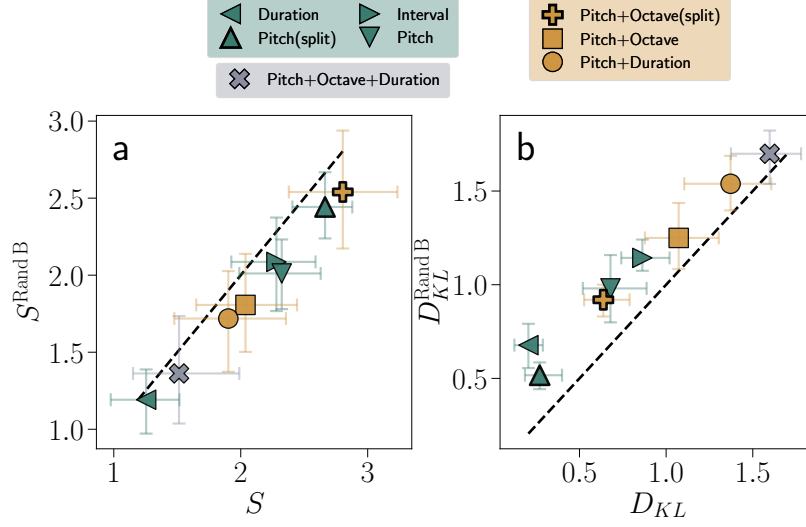 Duration
Interval
Pitch(split)
Pitch
Pitch+Octave+Duration
Pitch+Octave(split)
Pitch+Octave
Pitch+Duration
a
3.0
2.5
2.0
1.5
1.0
S^Rand B
1 2 3
S
b
1.5
1.0
0.5
D_KL^Rand B
0.5 1.0 1.5
D_KL